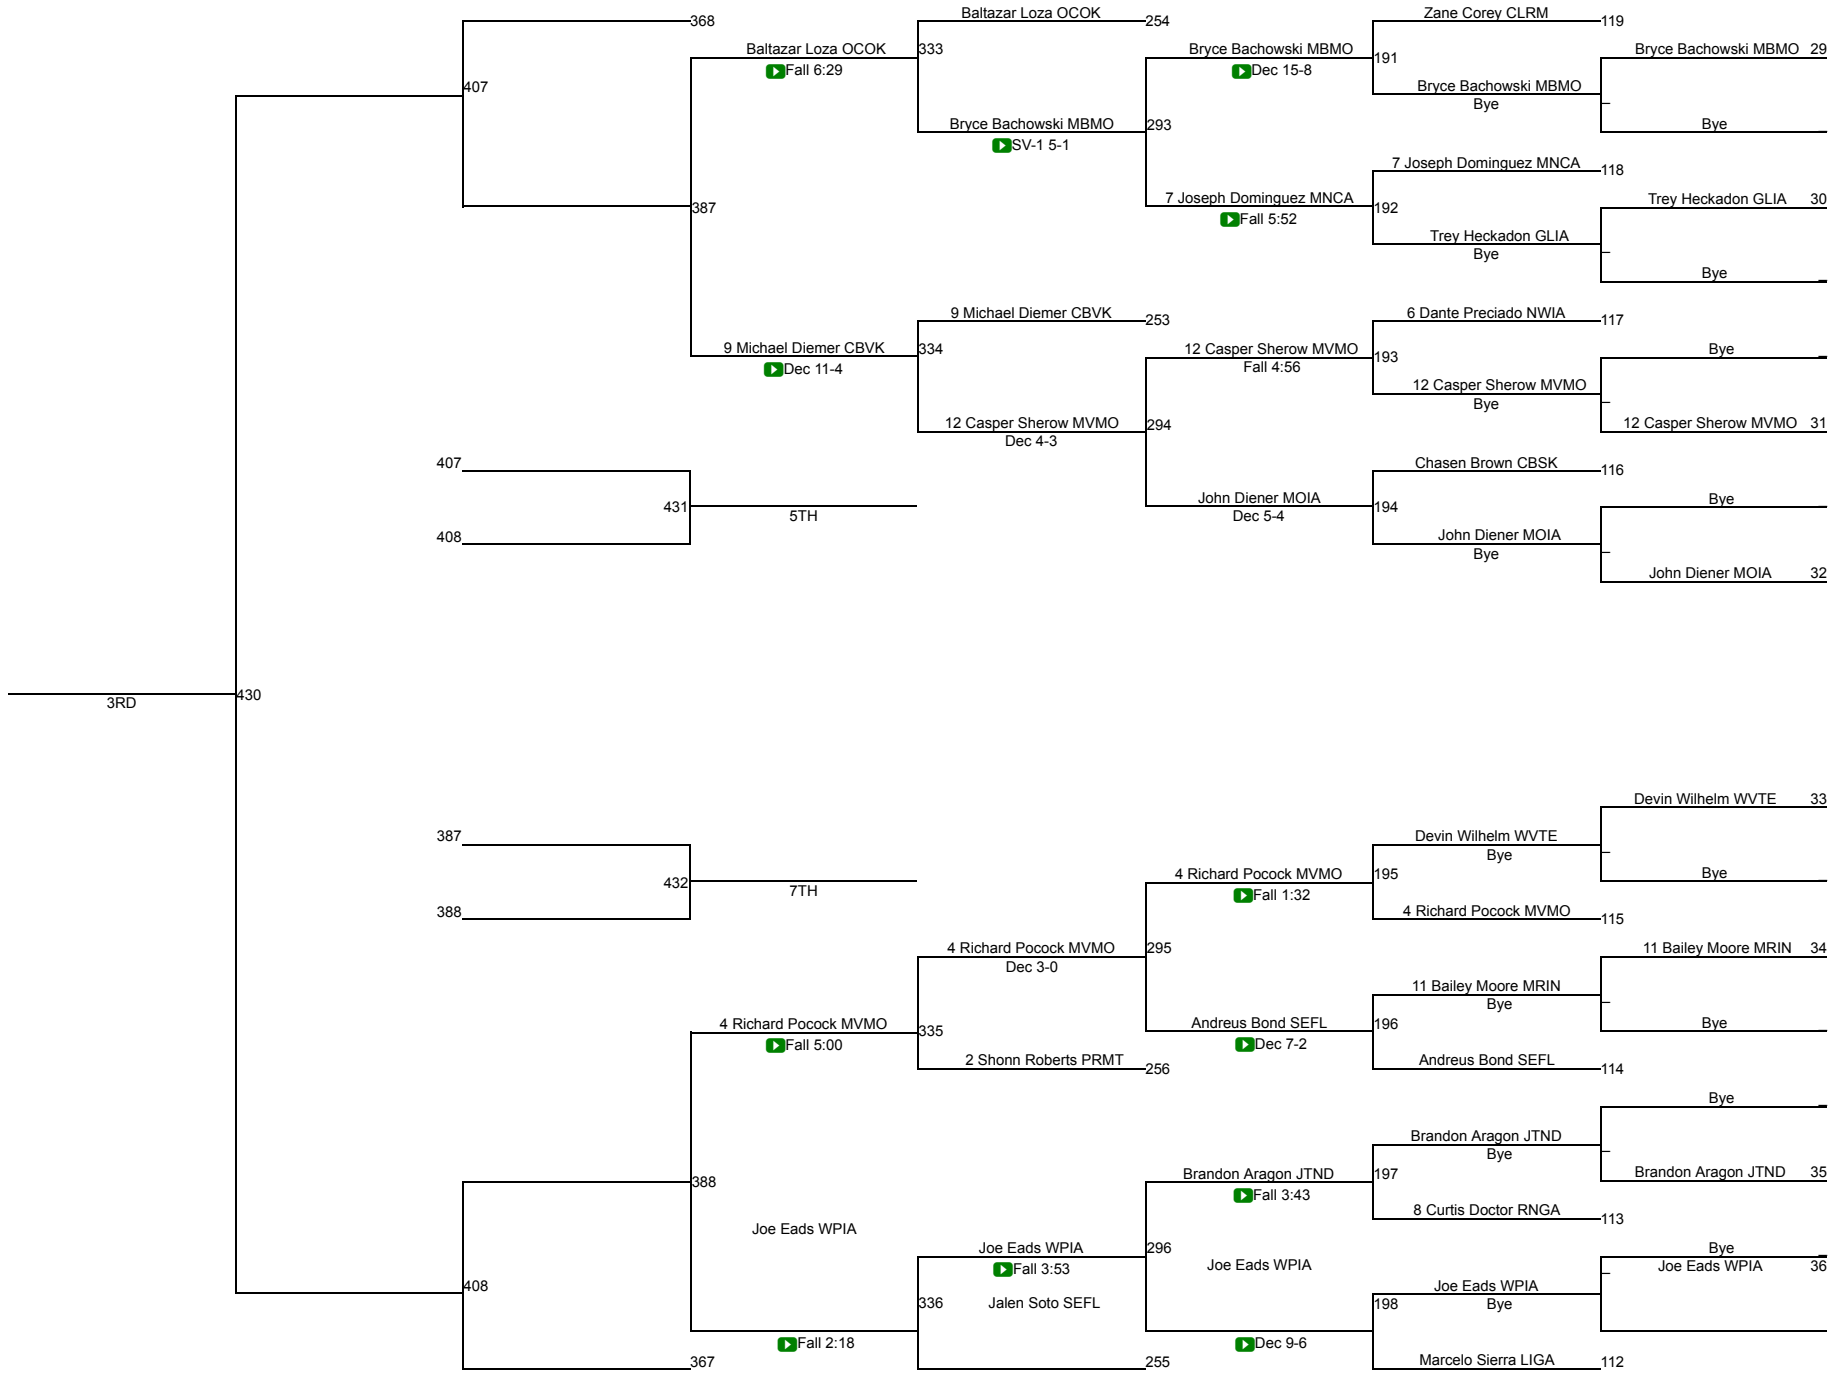 Baltazar Loza OCOK
Zane Corey CLRM
368
254
119
Baltazar Loza OCOK
333
Bryce Bachowski MBMO
Bryce Bachowski MBMO 29
Fall 6:29
Dec 15-8
191
407
Bryce Bachowski MBMO
Bye
Bryce Bachowski MBMO
293
Bye
SV-1 5-1
7 Joseph Dominguez MNCA
118
387
7 Joseph Dominguez MNCA
192
Trey Heckadon GLIA 30
Fall 5:52
Trey Heckadon GLIA
Bye
Bye
9 Michael Diemer CBVK
253
6 Dante Preciado NWIA
117
9 Michael Diemer CBVK
334
12 Casper Sherow MVMO
193
Bye
Dec 11-4
Fall 4:56
12 Casper Sherow MVMO
Bye
12 Casper Sherow MVMO
294
12 Casper Sherow MVMO 31
Dec 4-3
407
Chasen Brown CBSK
116
431
5TH
John Diener MOIA
194
Bye
Dec 5-4
408
John Diener MOIA
Bye
John Diener MOIA 32
3RD
430
Devin Wilhelm WVTE 33
387
Devin Wilhelm WVTE
Bye
432
7TH
4 Richard Pocock MVMO
195
Bye
Fall 1:32
388
4 Richard Pocock MVMO
115
4 Richard Pocock MVMO
295
11 Bailey Moore MRIN 34
Dec 3-0
11 Bailey Moore MRIN
Bye
4 Richard Pocock MVMO
335
Andreus Bond SEFL
196
Bye
Fall 5:00
Dec 7-2
2 Shonn Roberts PRMT
256
Andreus Bond SEFL
114
Bye
Brandon Aragon JTND
Bye
388
Brandon Aragon JTND
197
Brandon Aragon JTND 35
Fall 3:43
8 Curtis Doctor RNGA
113
Joe Eads WPIA
Joe Eads WPIA
296
Bye
Fall 3:53
Joe Eads WPIA
Joe Eads WPIA 36
408
Joe Eads WPIA
336
Jalen Soto SEFL
198
Bye
Fall 2:18
Dec 9-6
367
255
Marcelo Sierra LIGA
112